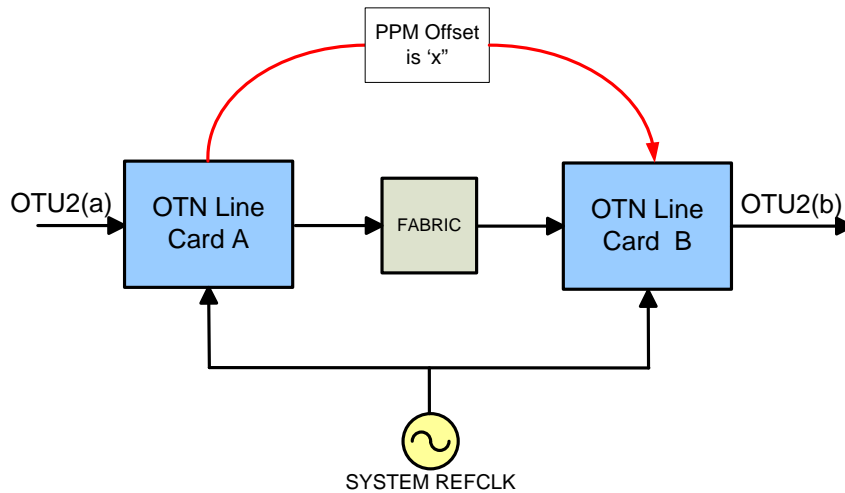 PPM Offset
is ‘x”
OTU2(a)
OTN Line
Card A
FABRIC
OTN Line
Card B
OTU2(b)
SYSTEM REFCLK